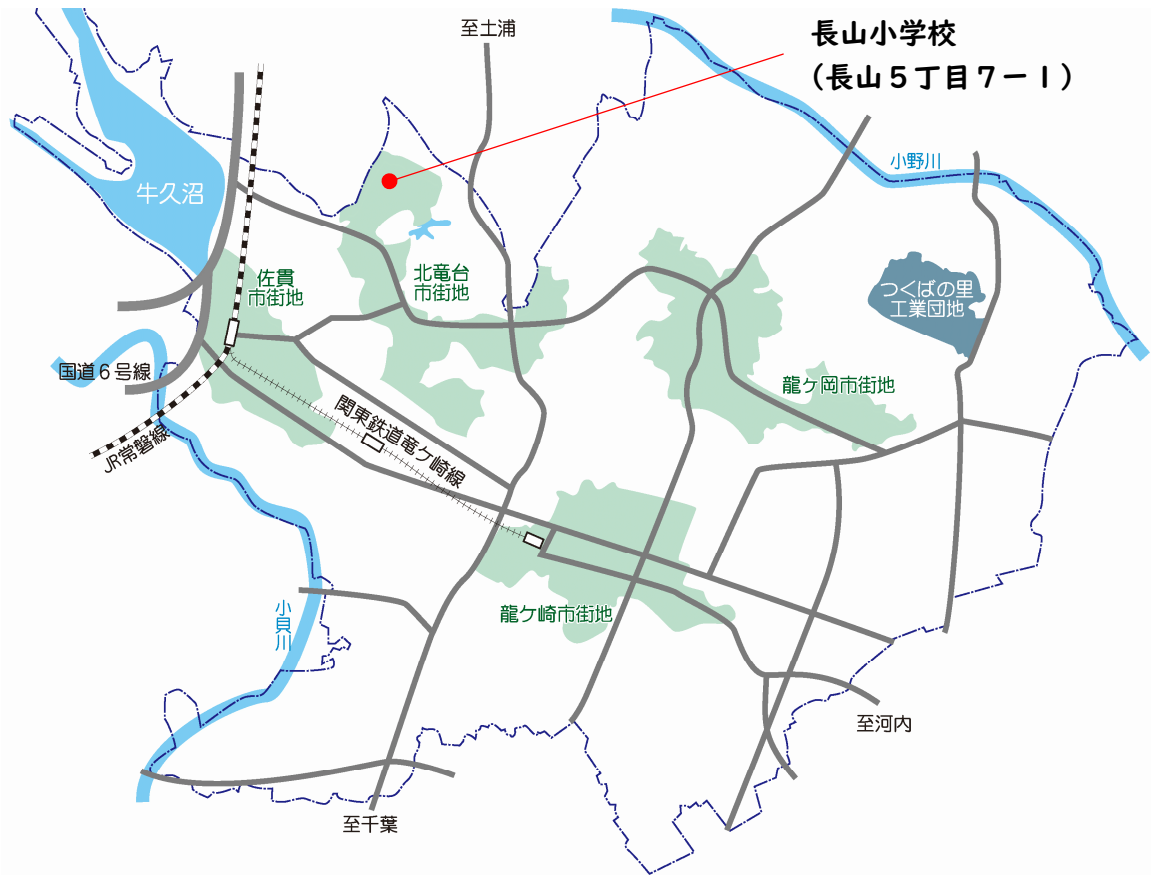 至土浦
長山小学校
(長山５丁目７ー１)
小野川
牛久沼
佐貫
市街地
北竜台
市街地
つくばの里
工業団地
国道６号線
龍ヶ岡市街地
関東鉄道竜ケ崎線
JR常磐線
龍ケ崎市街地
小貝川
至河内
至千葉